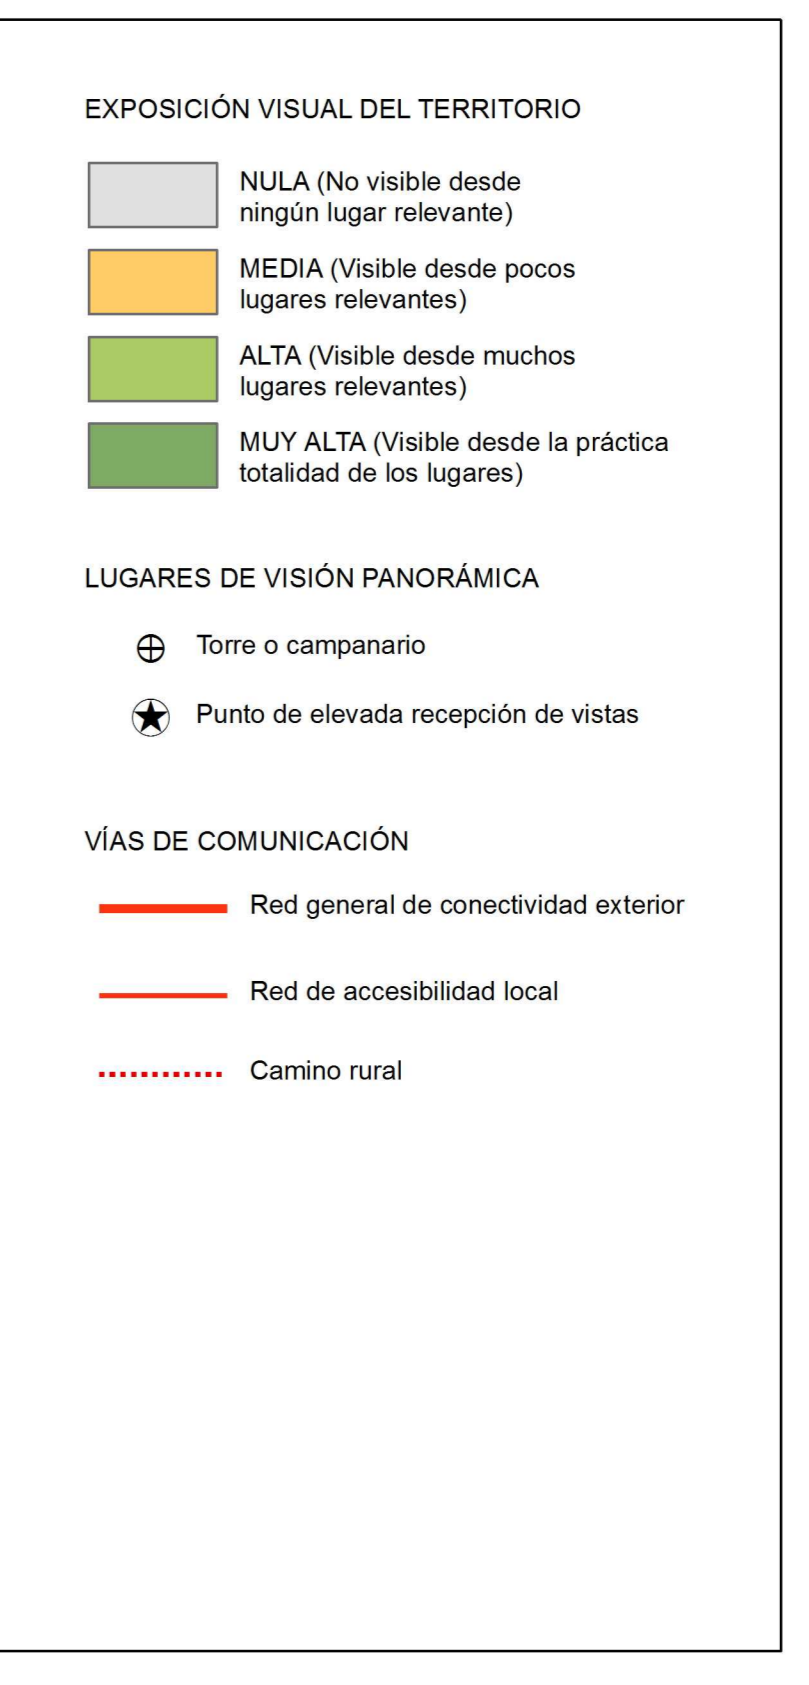 EXPOSICIÓN VISUAL DEL TERRITORIO
NULA (No visible desde
ningún lugar relevante)
MEDIA (Visible desde pocos
lugares relevantes)
ALTA (Visible desde muchos
lugares relevantes)
MUY ALTA (Visible desde la práctica
totalidad de los lugares)
LUGARES DE VISIÓN PANORÁMICA
Torre o campanario
Punto de elevada recepción de vistas
VÍAS DE COMUNICACIÓN
Red general de conectividad exterior
Red de accesibilidad local
Camino rural